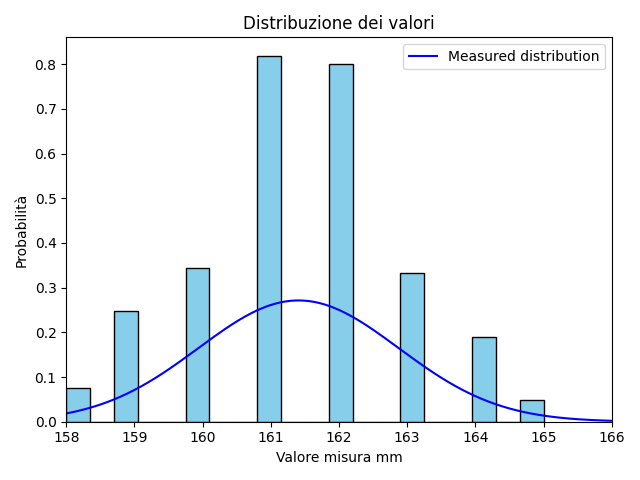 Distribuzione dei valori
Measured distribution
0.8
0.7
0.6
0.5
0.4
0.3
0.2
0.1
0.0
Probabilità
158 159 160 161 162 163 164 165 166
Valore misura mm